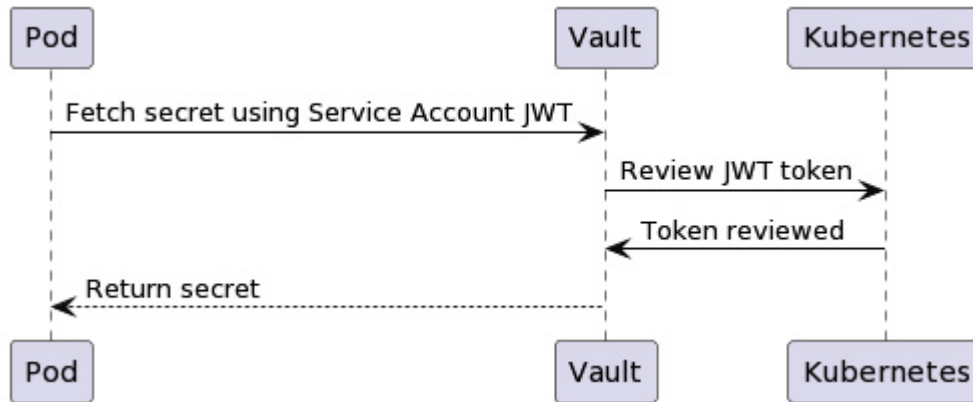 Pod
Vault
Kubernetes
Fetch secret using Service Account JWT
Review JWT token
Token reviewed
Return secret
Pod
Vault
Kubernetes